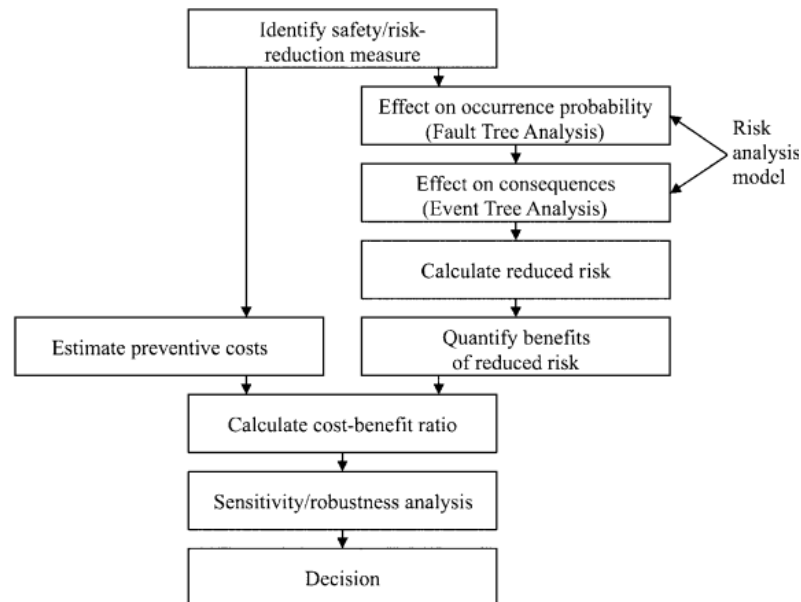 Identify safety/risk-
reduction measure
Effect on occurrence probability
(Fault Tree Analysis)
Risk
analysis
model
Effect on consequences
(Event Tree Analysis)
Calculate reduced risk
Estimate preventive costs
Quantify benefits
of reduced risk
Calculate cost-benefit ratio
Sensitivity/robustness analysis
Decision